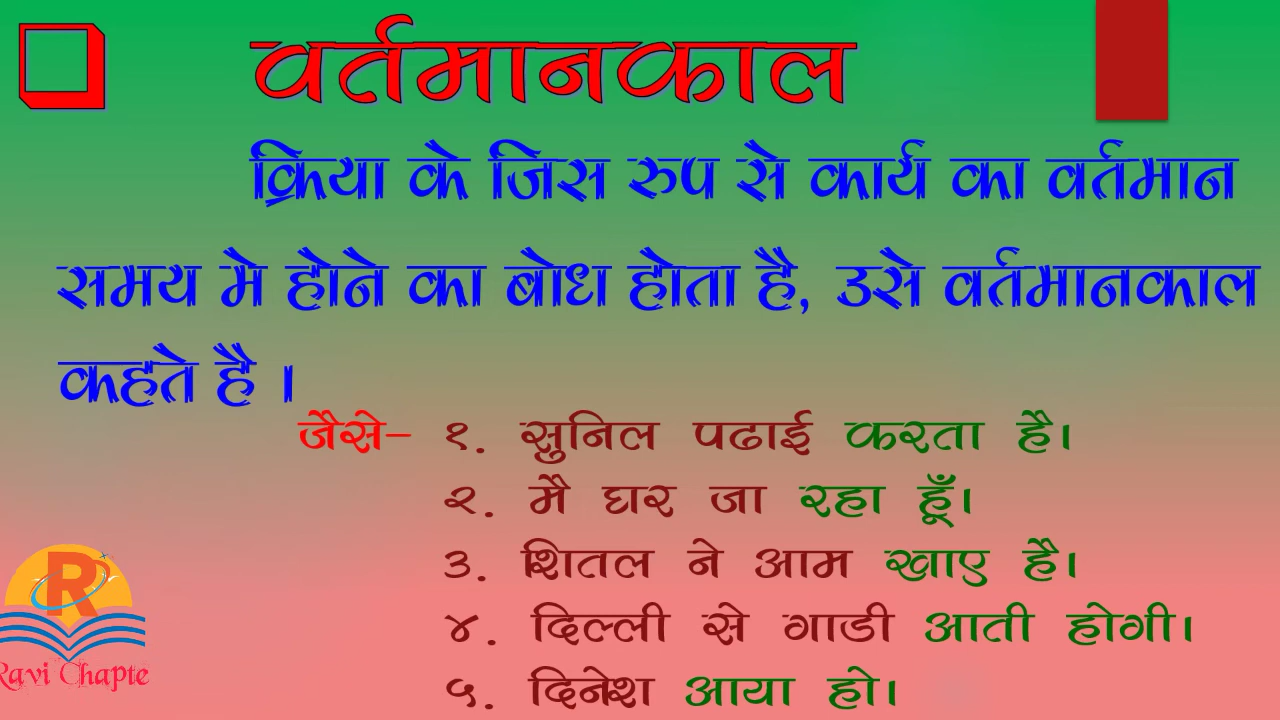 वर्तमानकाल
क्रिया के जिस रुप से कार्य का वर्तमान
समय मे होने का बोध होता है, उसे वर्तमानकाल
कहते है ।
जैसे- १. सुनिल पढाई करता है।
२. मै घर जा रहा हूँ।
३. शितल ने आम खाए है।
४. दिल्ली से गाडी आती होगी।
५. दिनेश आया हो।
R
Ravi Chapte